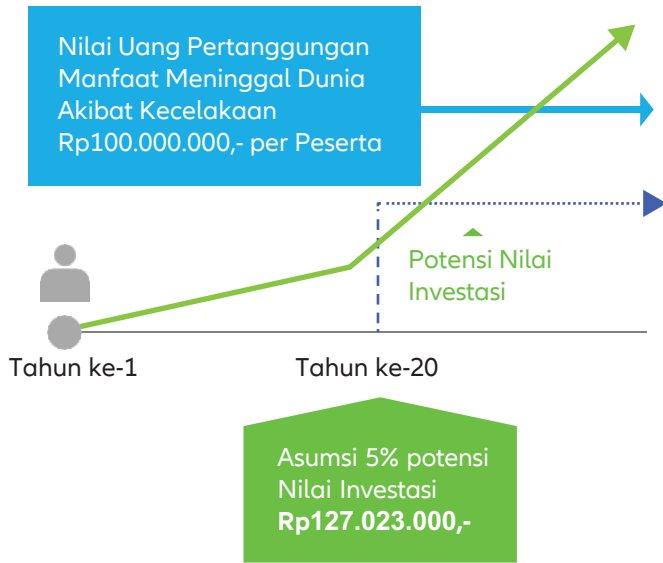 Nilai Uang Pertanggungan
Manfaat Meninggal Dunia
Akibat Kecelakaan
Rp100.000.000,- per Peserta
Potensi Nilai
Investasi
Tahun ke-1
Tahun ke-20
Asumsi 5% potensi
Nilai Investasi
Rp127.023.000,-